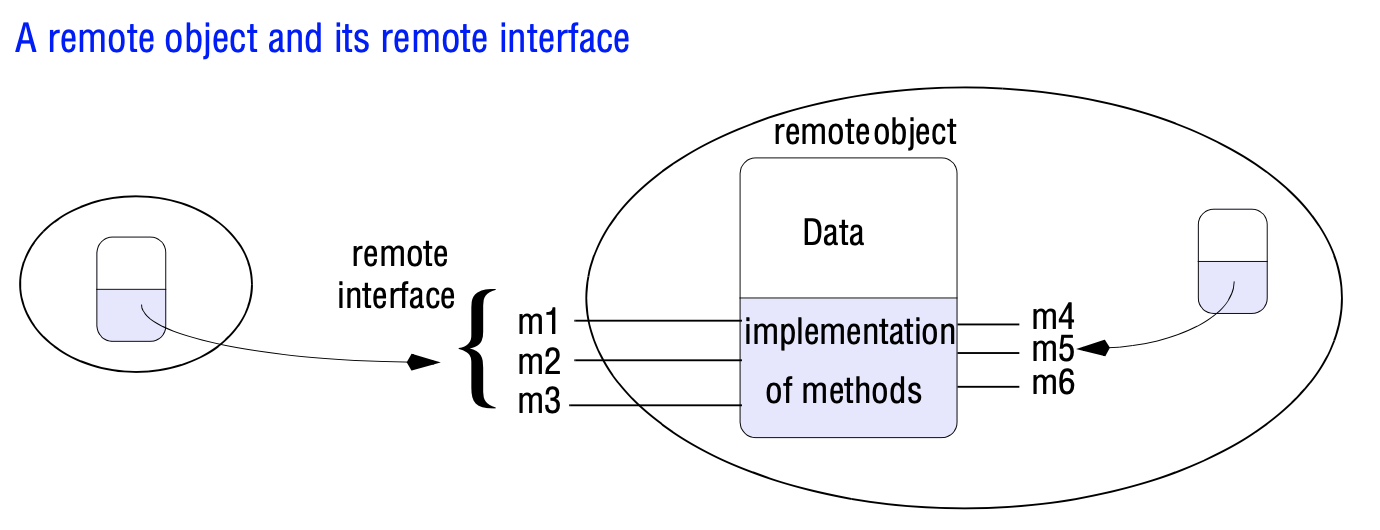 A remote object and its remote interface
remote object
Data
remote
interface
{
m1
m2
m3
implementation
of methods
m4
m5
m6